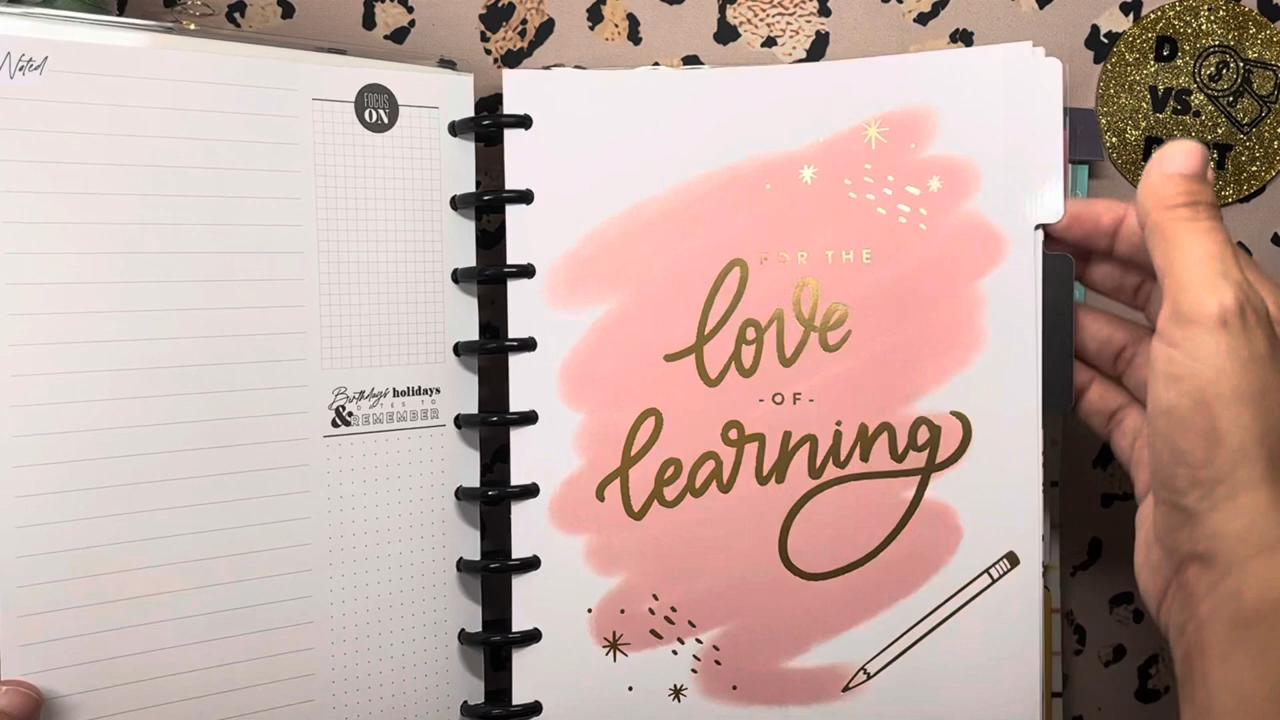 Noted
FOCUS
ON
Birthdays holidays
& DATES TO
REMEMBER
FOR THE
love
-OF-
learning
D
VS.